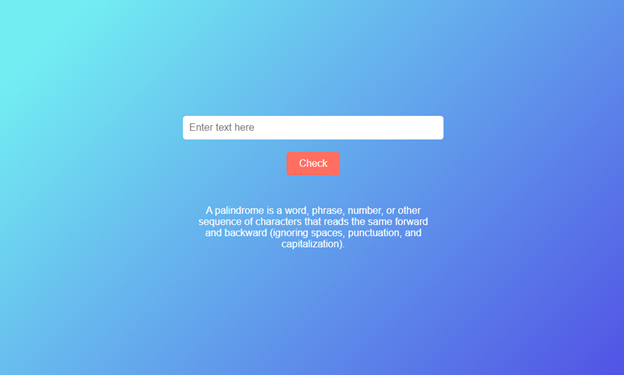 Enter text here
Check
A palindrome is a word, phrase, number, or other
sequence of characters that reads the same forward
and backward (ignoring spaces, punctuation, and
capitalization).